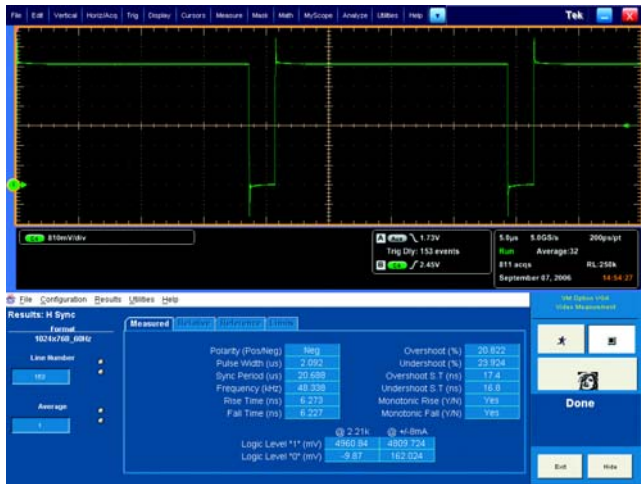 File Edit Vertical Horiz/Acq Trig Display Cursors Measure Mask Math MyScope Analyze Utilities Help Tek
C4 810mV/div
A Aux 1.73V
Trig Dly: 153 events
B C4 2.45V
5.0µs 5.0GS/s 200ps/pt
Run Average:32
811 acqs RL:250k
September 07, 2006 14:54:27
File Configuration Results Utilities Help
Results: H Sync
Format
1024x768_60Hz
Line Number
Average
1
Measured Relative Reference Limits
Polarity (Pos/Neg) Neg
Pulse Width (us) 2.092
Sync Period (us) 20.688
Frequency (kHz) 48.338
Rise Time (ns) 6.273
Fall Time (ns) 6.227
Overshoot (%) 20.822
Undershoot (%) 23.924
Overshoot S.T (ns) 17.4
Undershoot S.T (ns) 16.8
Monotonic Rise (Y/N) Yes
Monotonic Fall (Y/N) Yes
@ 2.21k @ +/-8mA
Logic Level "1" (mV) 4960.84 4809.724
Logic Level "0" (mV) -9.87 162.024
VM Option VGA
Video Measurement
Done
Exit Hide